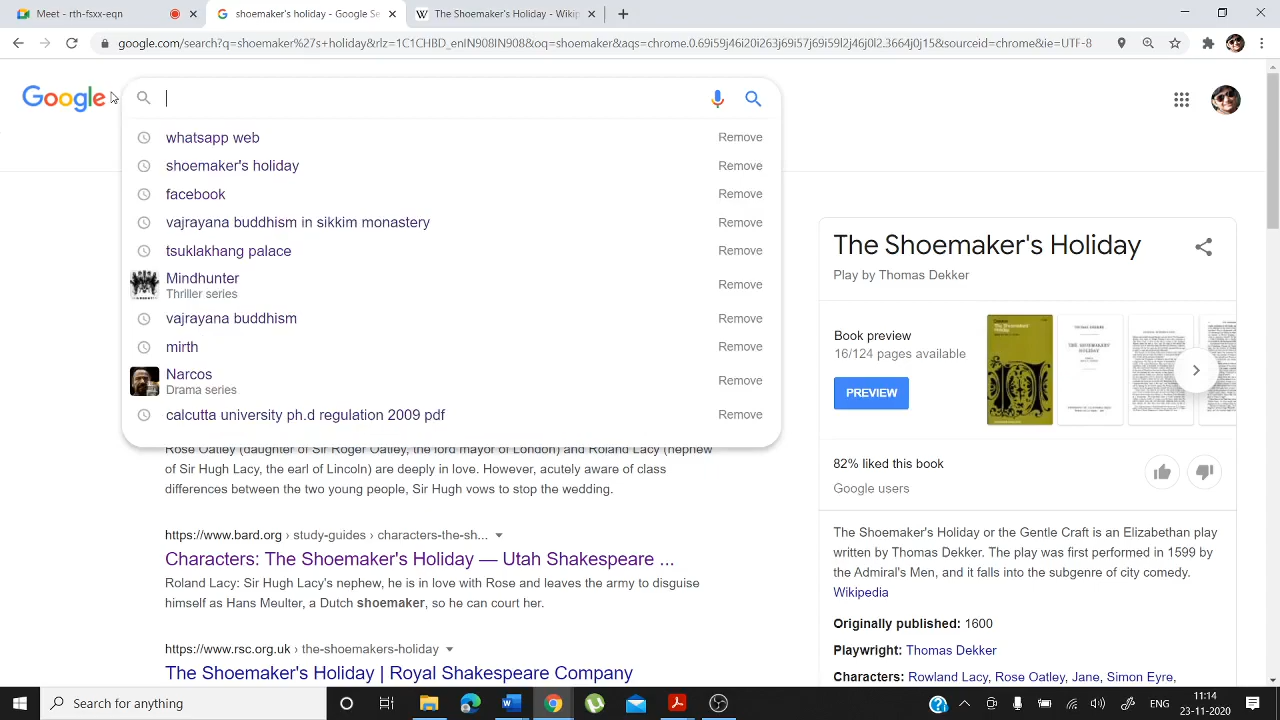 Meet - rth-fsxx-eqn
shoemaker's holiday - Google Se
The Shoemaker's Holiday - Wikip
google.com/search?q=shoemaker%27s+holiday&rlz=1C1CHBD_enIN908IN908&oq=shoemaker&aqs=chrome.0.69i59j46l20i263j69i57j69i59l2j46j0l2.3664j0j15&sourceid=chrome&ie=UTF-8
Google
whatsapp web Remove
shoemaker's holiday Remove
facebook Remove
vajrayana buddhism in sikkim monastery Remove
tsuklakhang palace Remove
Mindhunter
Thriller series
Remove
vajrayana buddhism Remove
mirth Remove
Narcos
Drama series
Remove
calcutta university ph.d regulation 2009 pdf Remove
Rose Oatley (daughter of Sir Roger Oatley, the lord mayor of London) and Roland Lacy (nephew
of Sir Hugh Lacy, the earl of Lincoln) are deeply in love. However, acutely aware of class
differences between the two young people, Sir Hugh vows to stop the wedding.
https://www.bard.org › study-guides › characters-the-sh...
Characters: The Shoemaker's Holiday — Utah Shakespeare ...
Roland Lacy: Sir Hugh Lacy's nephew, he is in love with Rose and leaves the army to disguise
himself as Hans Meulter, a Dutch shoemaker, so he can court her.
https://www.rsc.org.uk › the-shoemakers-holiday
The Shoemaker's Holiday | Royal Shakespeare Company
The Shoemaker's Holiday
Play by Thomas Dekker
Book preview
16/124 pages available
PREVIEW
82% liked this book
Google users
The Shoemaker's Holiday or the Gentle Craft is an Elizabethan play
written by Thomas Dekker. The play was first performed in 1599 by
the Admiral's Men, and it falls into the subgenre of city comedy.
Wikipedia
Originally published: 1600
Playwright: Thomas Dekker
Characters: Rowland Lacy, Rose Oatley, Jane, Simon Eyre,
Search for anything
ENG
11:14
23-11-2020